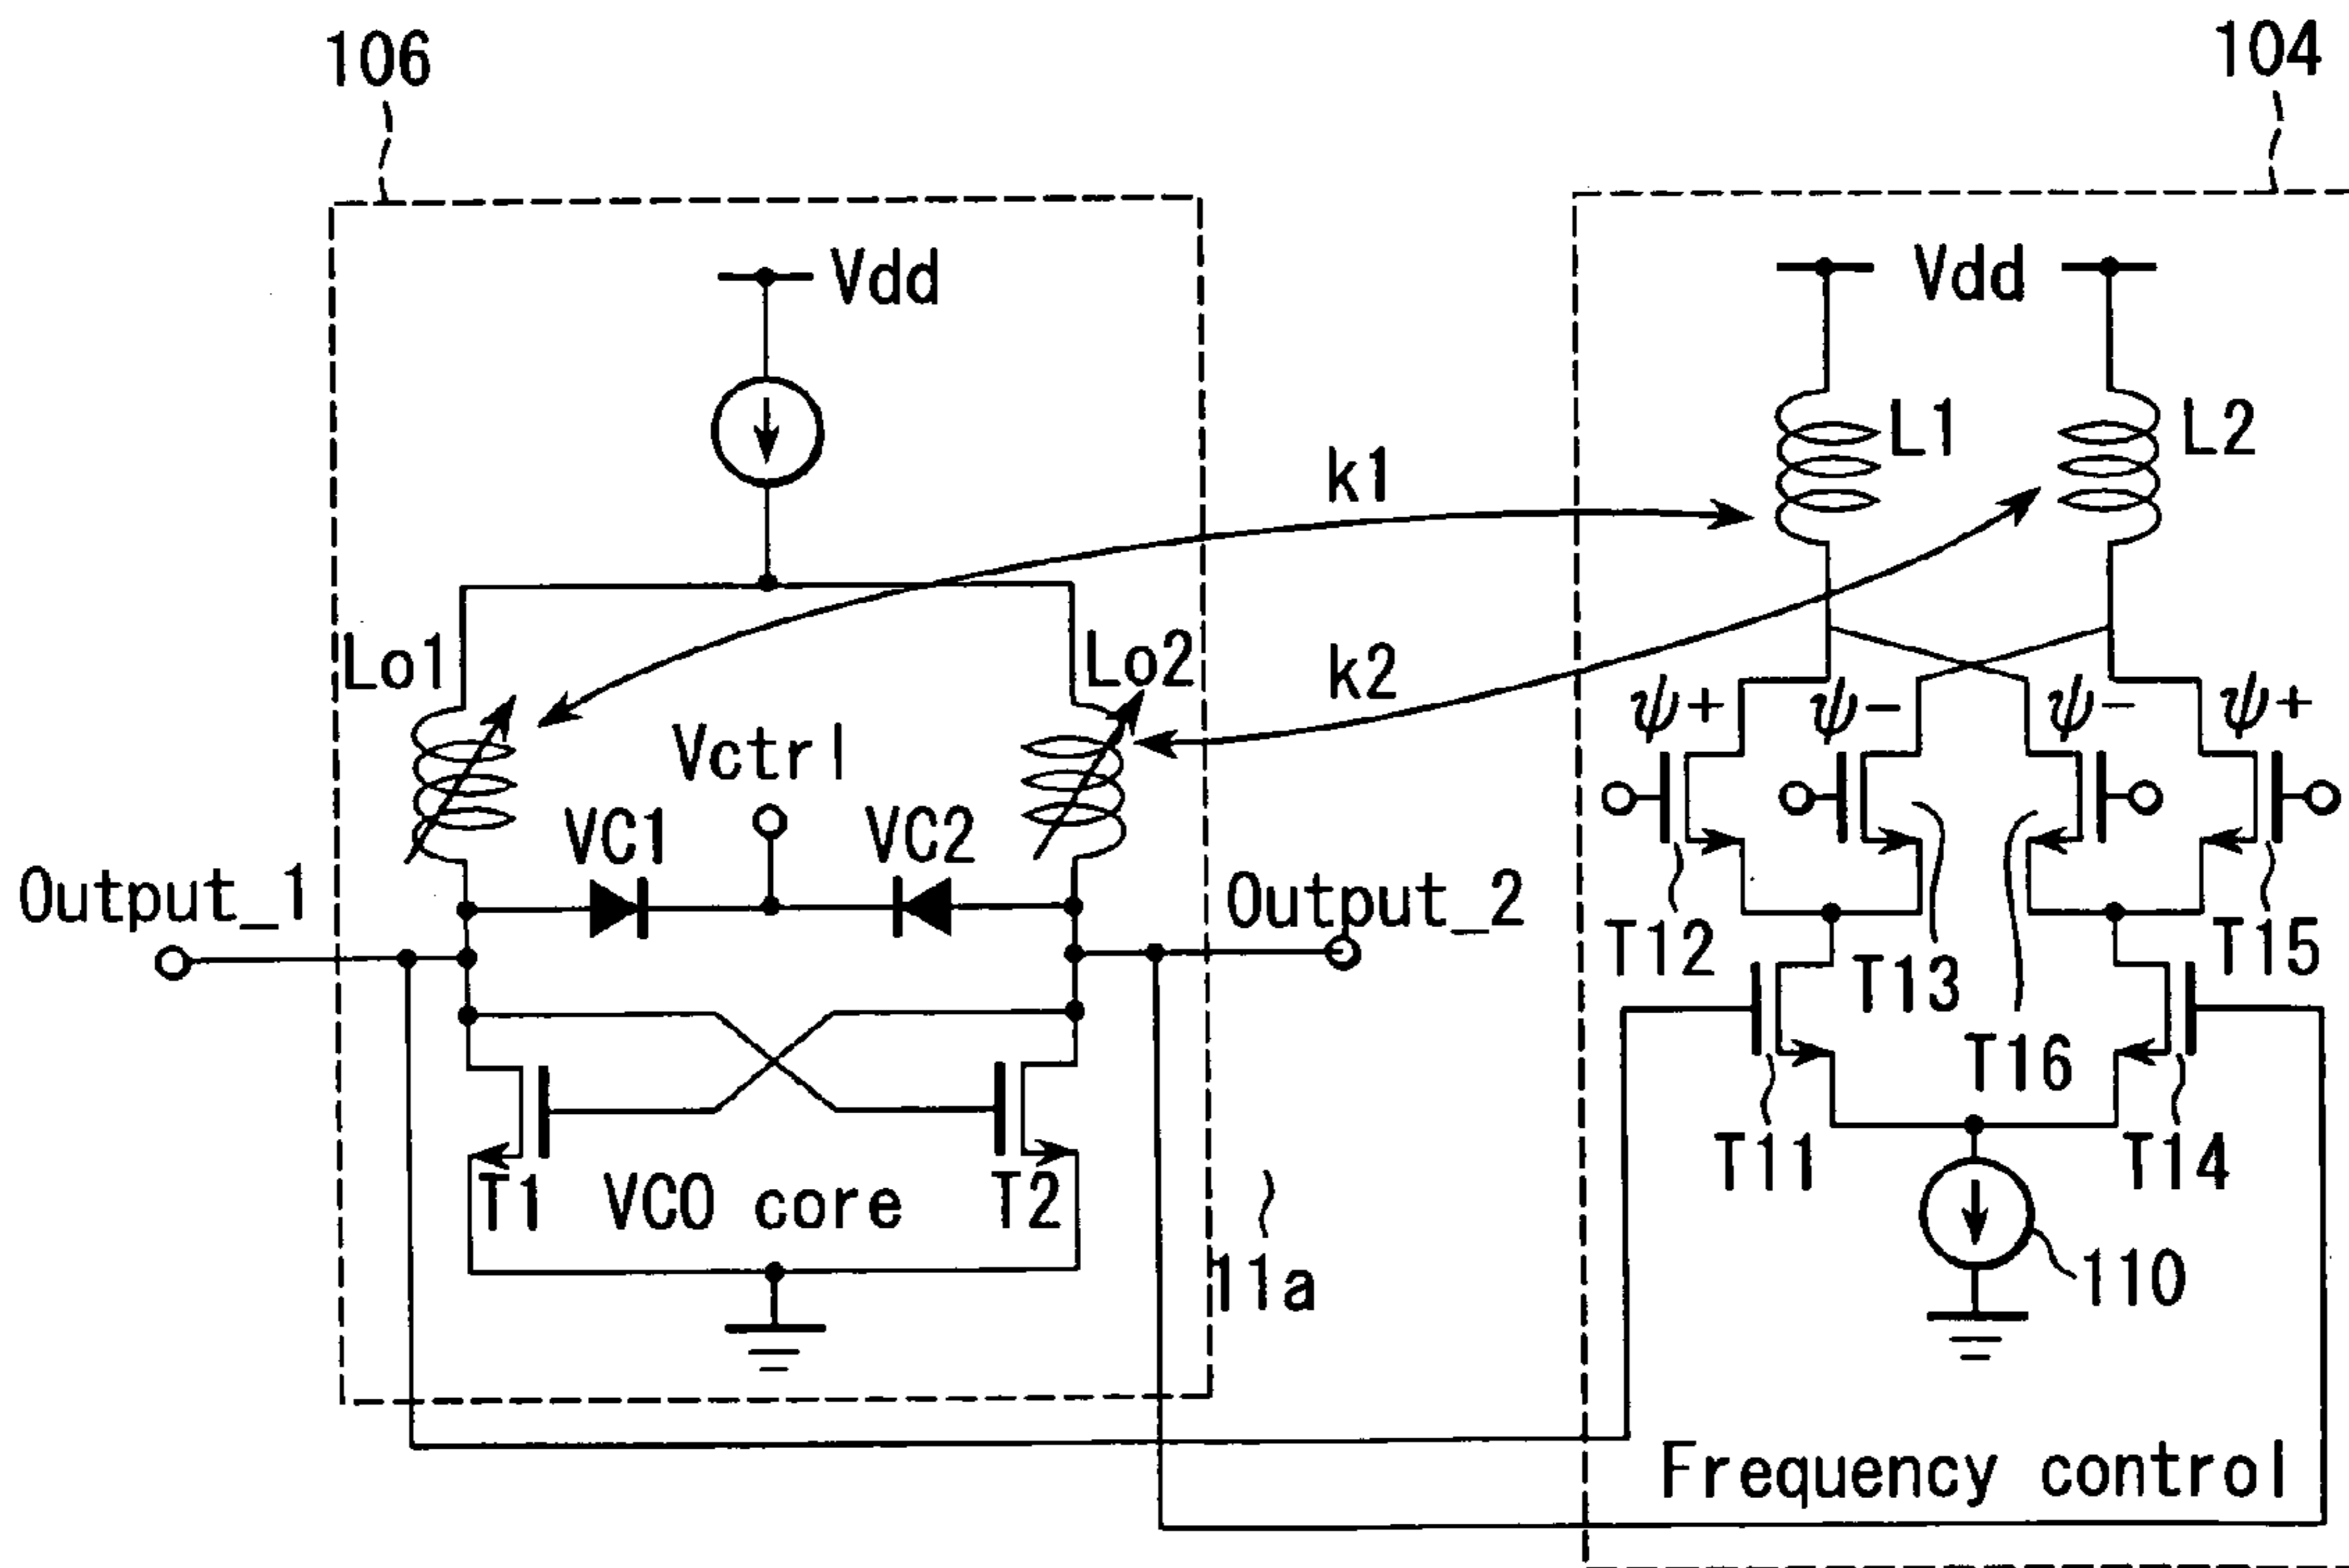 106
104
Vdd
Vdd
k1
L1
L2
Lo1
Lo2
k2
ψ+
ψ-
ψ-
ψ+
Vctrl
VC1
VC2
Output_1
Output_2
T12
T13
T16
T15
T1
VCO core
T2
11a
T11
T14
110
Frequency control